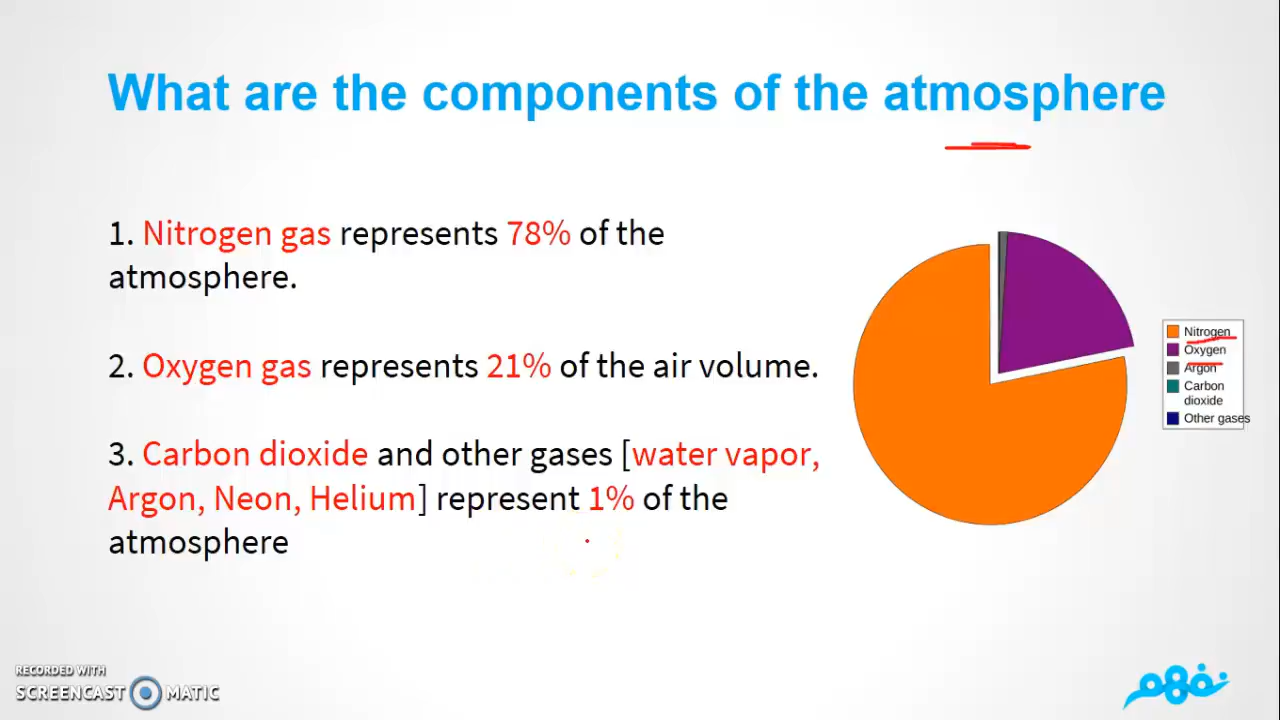 What are the components of the atmosphere
1. Nitrogen gas represents 78% of the
atmosphere.
2. Oxygen gas represents 21% of the air volume.
3. Carbon dioxide and other gases [water vapor,
Argon, Neon, Helium] represent 1% of the
atmosphere
Nitrogen
Oxygen
Argon
Carbon
dioxide
Other gases
RECORDED WITH
SCREENCAST MATIC
نفهم